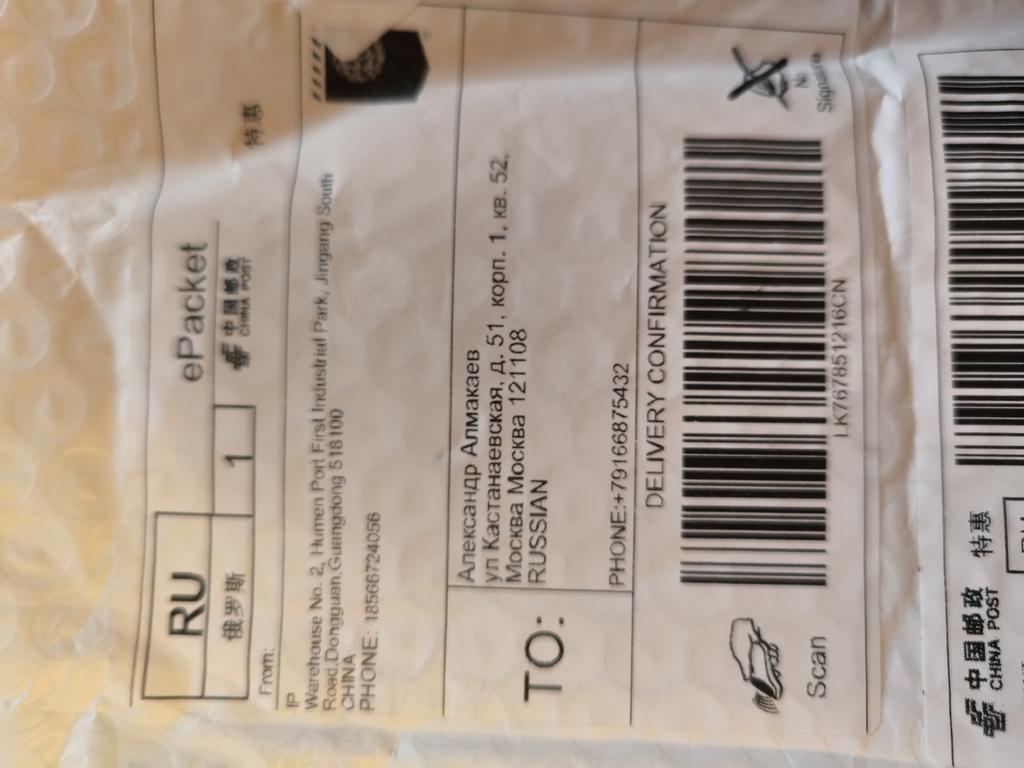 RU
俄罗斯
1
ePacket
中国邮政
CHINA POST
特惠
From:
IP
Warehouse No. 2, Humen Port First Industrial Park, Jingang South
Road,Dongguan,Guangdong 518100
CHINA
PHONE: 18566724056
TO:
Александр Алмакаев
ул Кастанаевская, д. 51, корп. 1, кв. 52,
Москва Москва 121108
RUSSIAN
PHONE:+79166875432
DELIVERY CONFIRMATION
Scan
No
Signature
LK767851216CN
中国邮政
CHINA POST
特惠